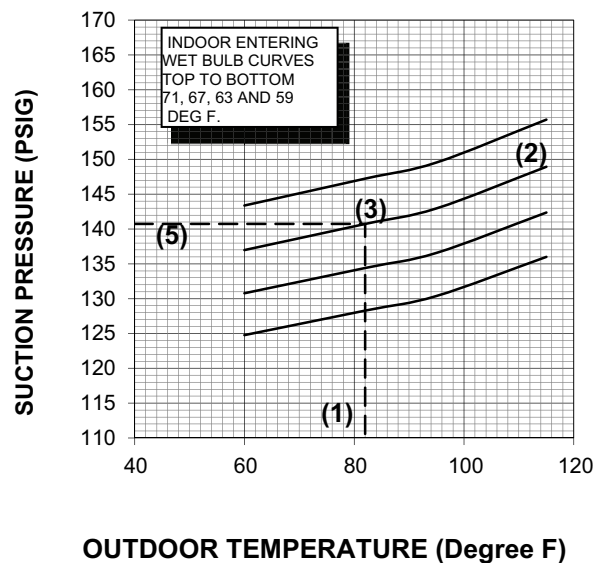 SUCTION PRESSURE (PSIG)
170
165
160
155
150
145
140
135
130
125
120
115
110
INDOOR ENTERING
WET BULB CURVES
TOP TO BOTTOM
71, 67, 63 AND 59
DEG F.
(2)
(3)
(5)
(1)
40 60 80 100 120
OUTDOOR TEMPERATURE (Degree F)